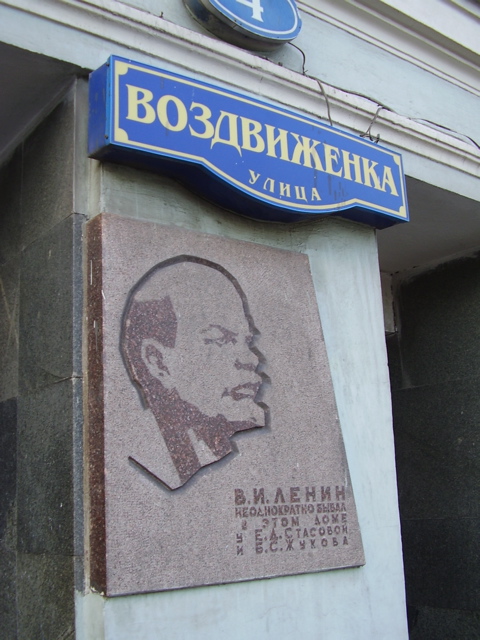 4
ВОЗДВИЖЕНКА
УЛИЦА
В.И.ЛЕНИН
НЕОДНОКРАТНО БЫВАЛ
В ЭТОМ ДОМЕ
У Е.Д.СТАСОВОЙ
И Б.С.ЖУКОВА